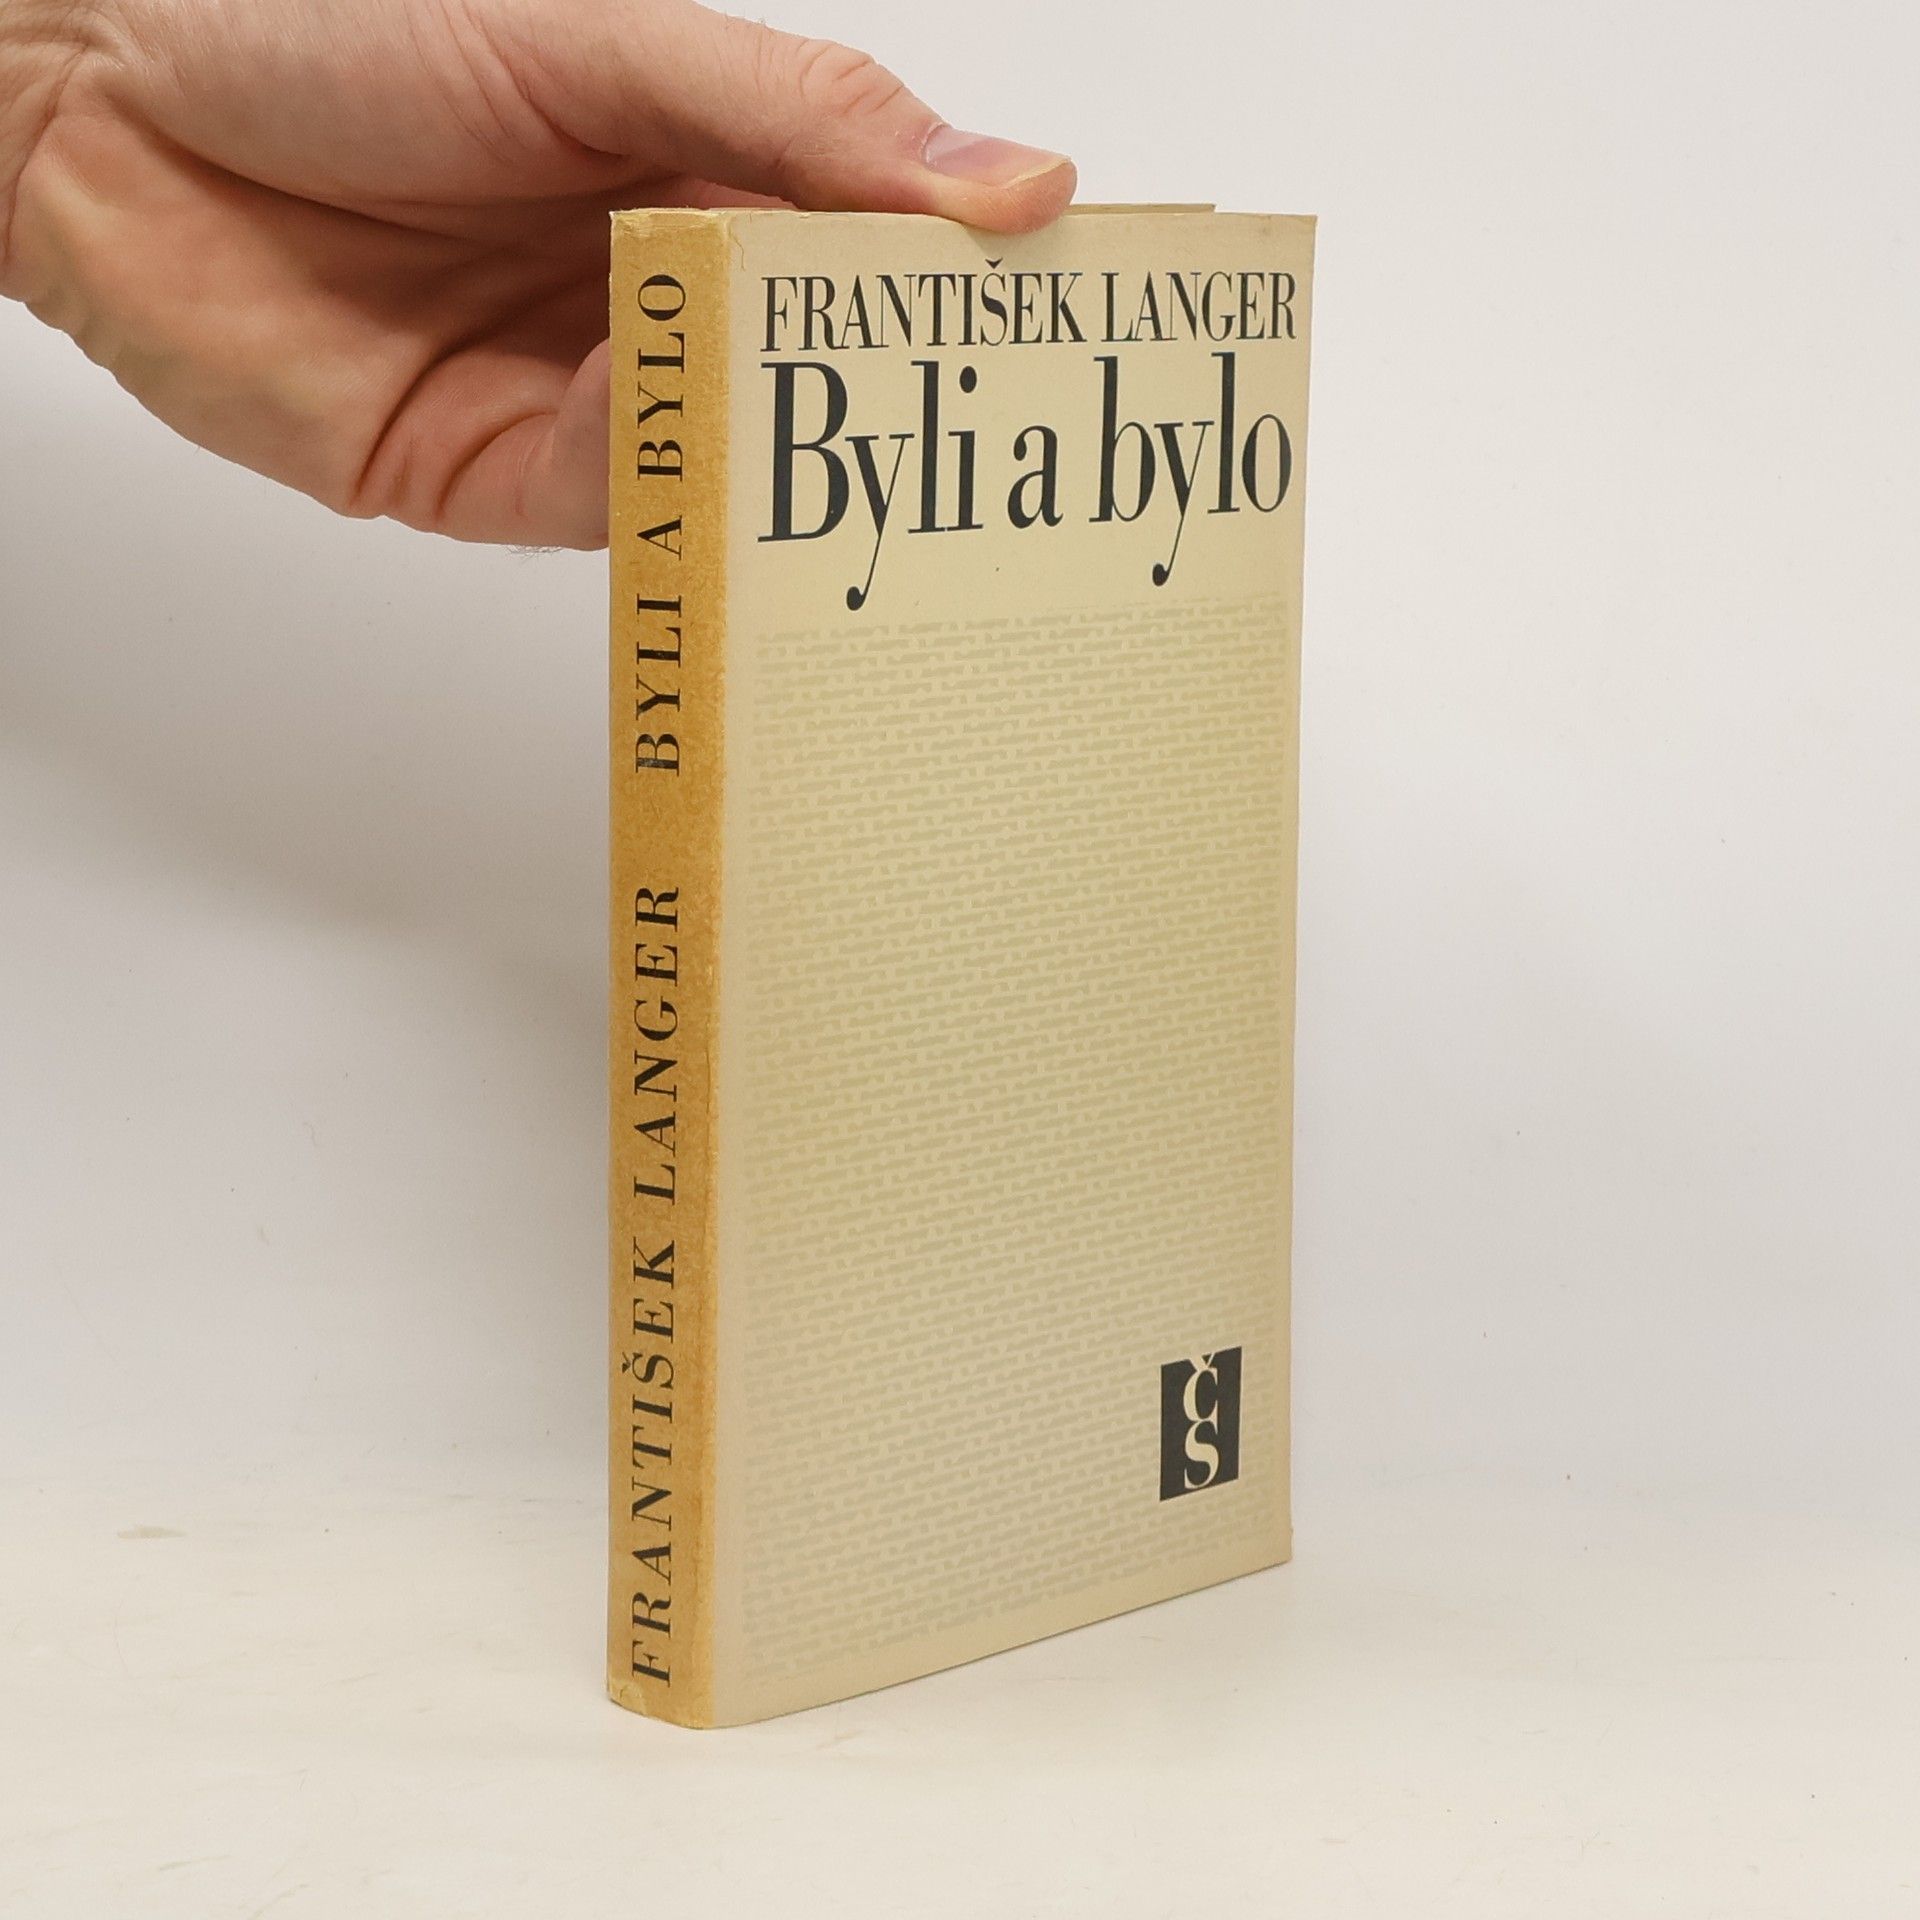 FRANTIŠEK LANGER
Byli a bylo
ČS
FRANTIŠEK LANGER BYLI A BYLO